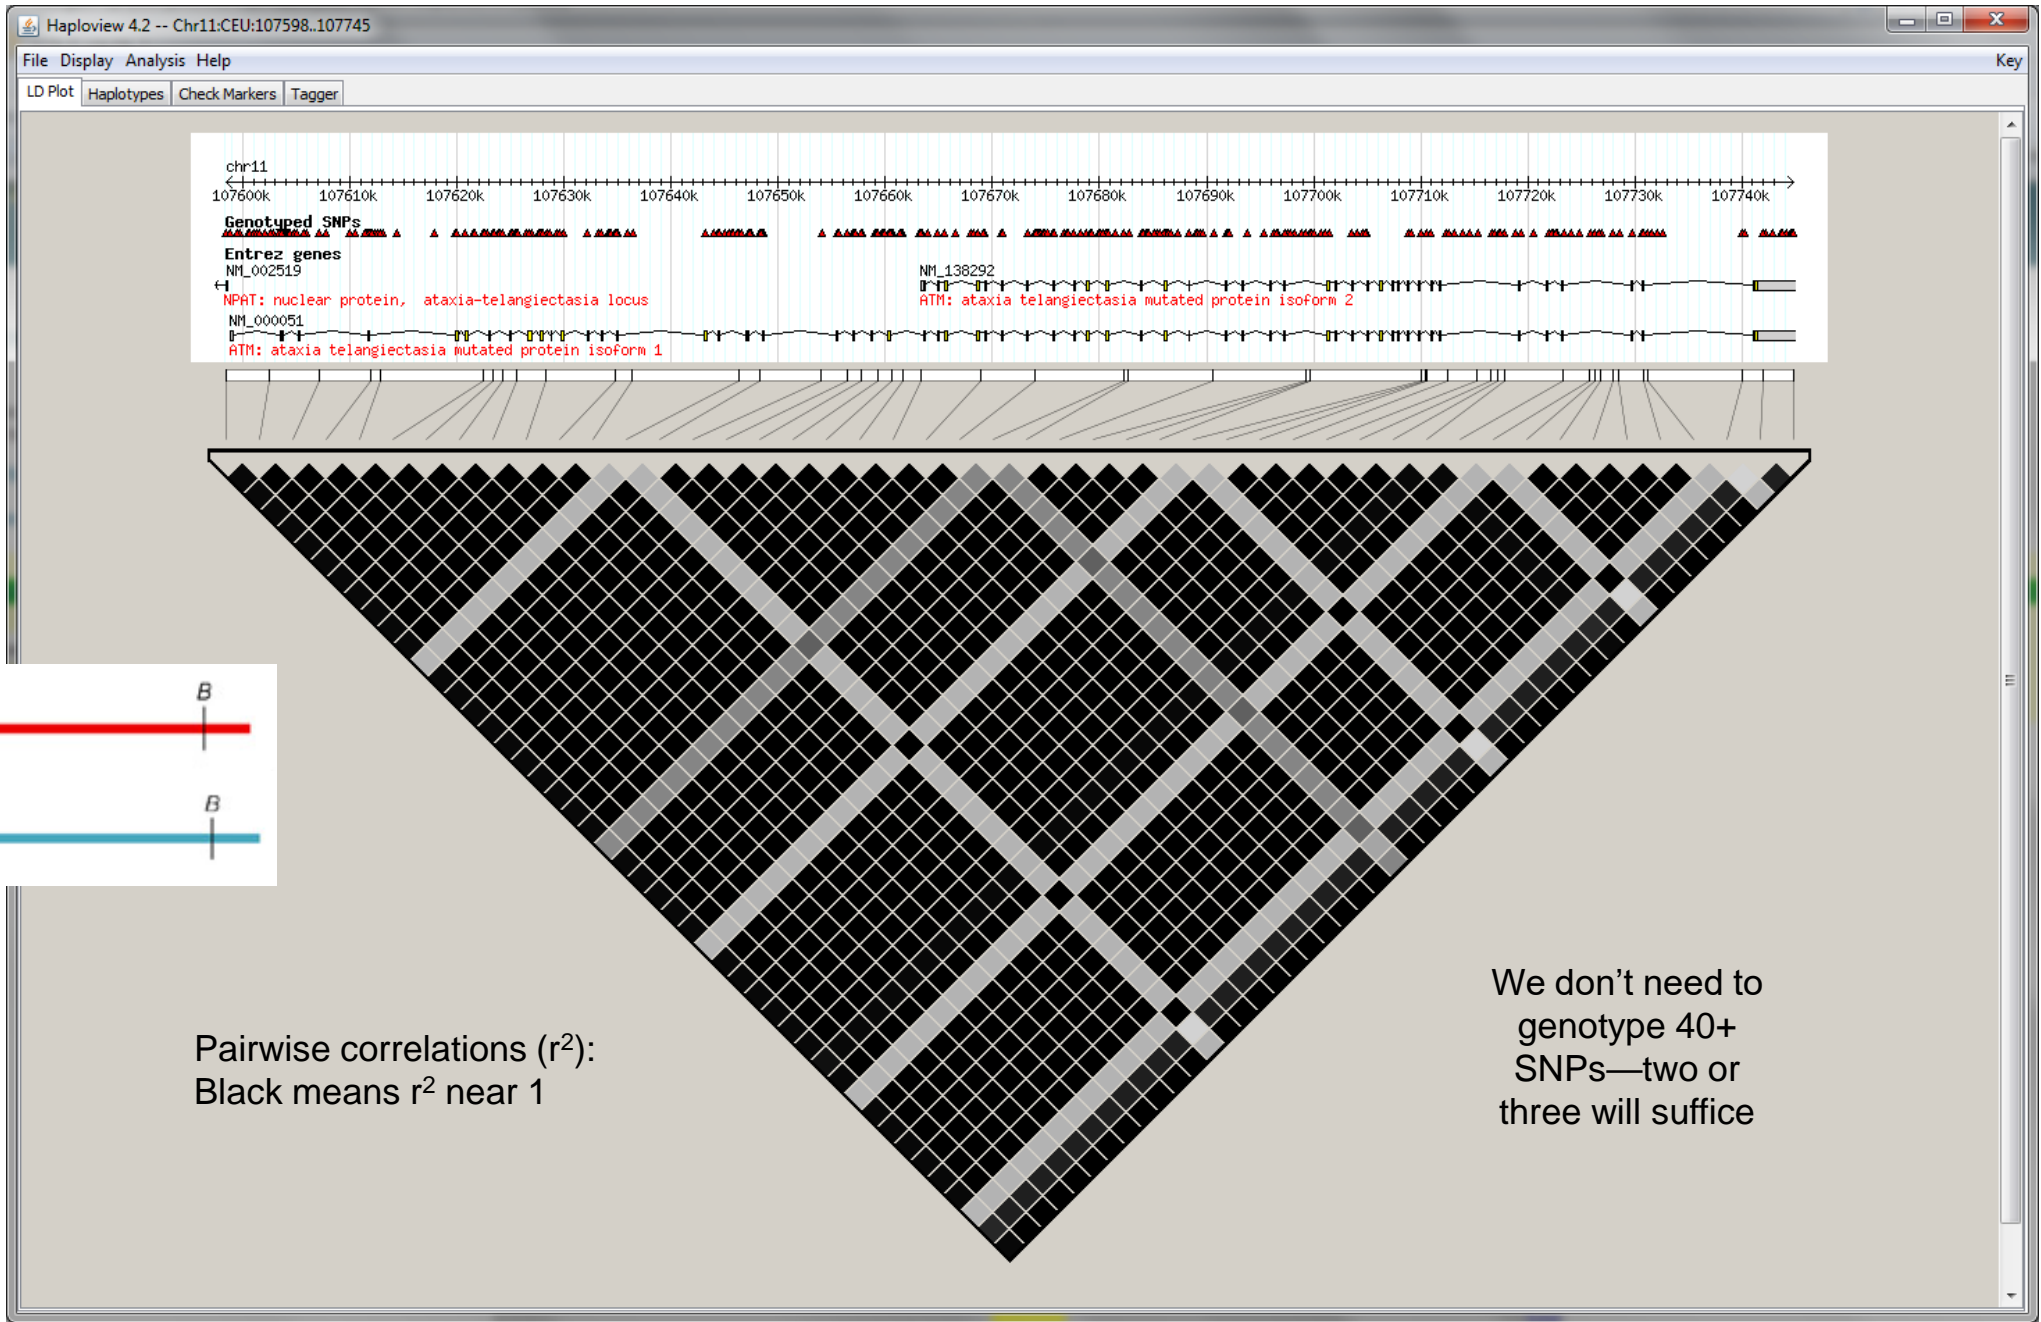 Haploview 4.2 -- Chr11:CEU:107598..107745
File Display Analysis Help Key
LD Plot Haplotypes Check Markers Tagger
chr11
107600k 107610k 107620k 107630k 107640k 107650k 107660k 107670k 107680k 107690k 107700k 107710k 107720k 107730k 107740k
Genotyped SNPs
Entrez genes
NM_002519 NM_138292
NPAT: nuclear protein, ataxia-telangiectasia locus ATM: ataxia telangiectasia mutated protein isoform 2
NM_000051
ATM: ataxia telangiectasia mutated protein isoform 1
B
B
Pairwise correlations (r²):
Black means r² near 1
We don’t need to
genotype 40+
SNPs—two or
three will suffice